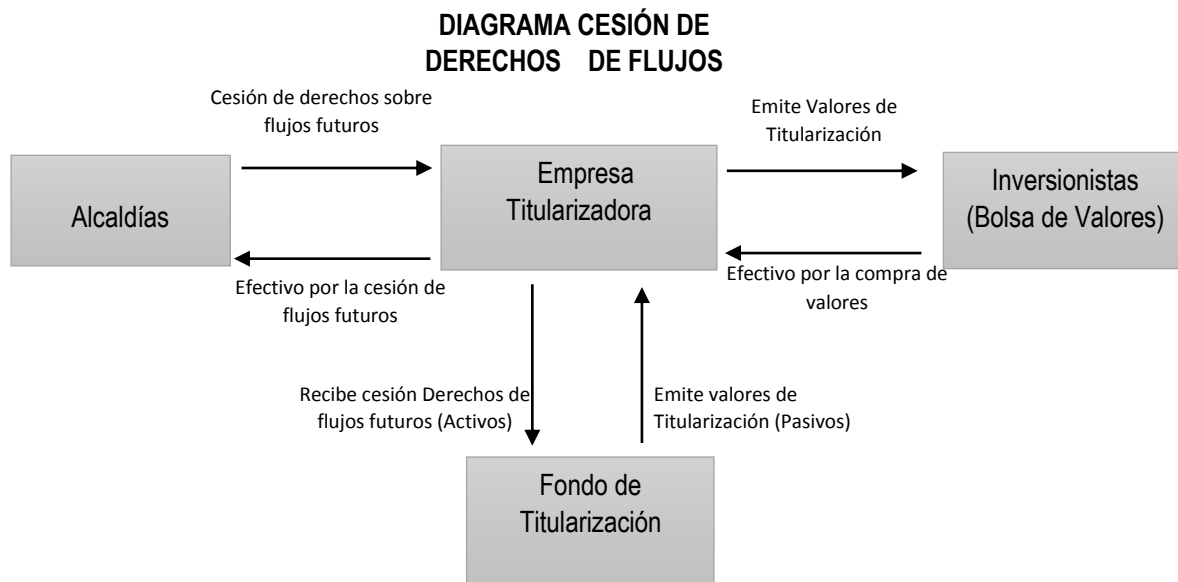 DIAGRAMA CESIÓN DE
DERECHOS DE FLUJOS
Cesión de derechos sobre
flujos futuros
Emite Valores de
Titularización
Alcaldías
Empresa
Titularizadora
Inversionistas
(Bolsa de Valores)
Efectivo por la cesión de
flujos futuros
Efectivo por la compra de
valores
Recibe cesión Derechos de
flujos futuros (Activos)
Emite valores de
Titularización (Pasivos)
Fondo de
Titularización